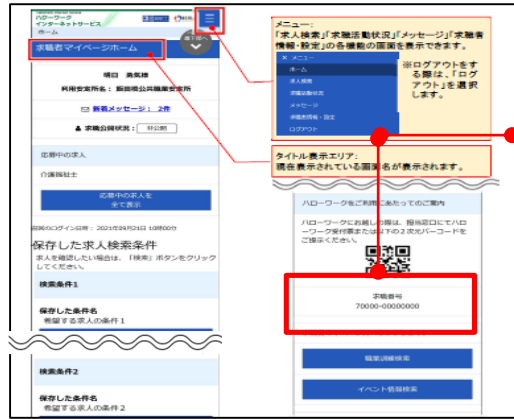 ハローワーク
インターネットサービス
ホーム
求職者マイページホーム
明日 勇気様
利用安定所名： 飯田橋公共職業安定所
新着メッセージ： 2件
求職公開状況： 非公開
応募中の求人
介護福祉士
応募中の求人を
全て表示
前回のログイン日時： 2021年09月21日 10時00分
保存した求人検索条件
求人を確認したい場合は、「検索」ボタンをクリック
してください。
検索条件1
保存した条件名
希望する求人の条件１
検索条件2
保存した条件名
希望する求人の条件２
メニュー：
「求人検索」「求職活動状況」「メッセージ」「求職者
情報・設定」の各機能の画面を表示できます。
× メニュー
ホーム
求人検索
求職活動状況
メッセージ
求職者情報・設定
ログアウト
※ログアウトをす
る際は、「ログ
アウト」を選択
します。
タイトル表示エリア：
現在表示されている画面名が表示されます。
ハローワークをご利用にあたってのご案内
ハローワークにお越しの際は、担当窓口にてハロ
ーワーク受付票または以下の２次元バーコードを
ご提示ください。
求職番号
70000-00000000
職業訓練検索
イベント情報検索